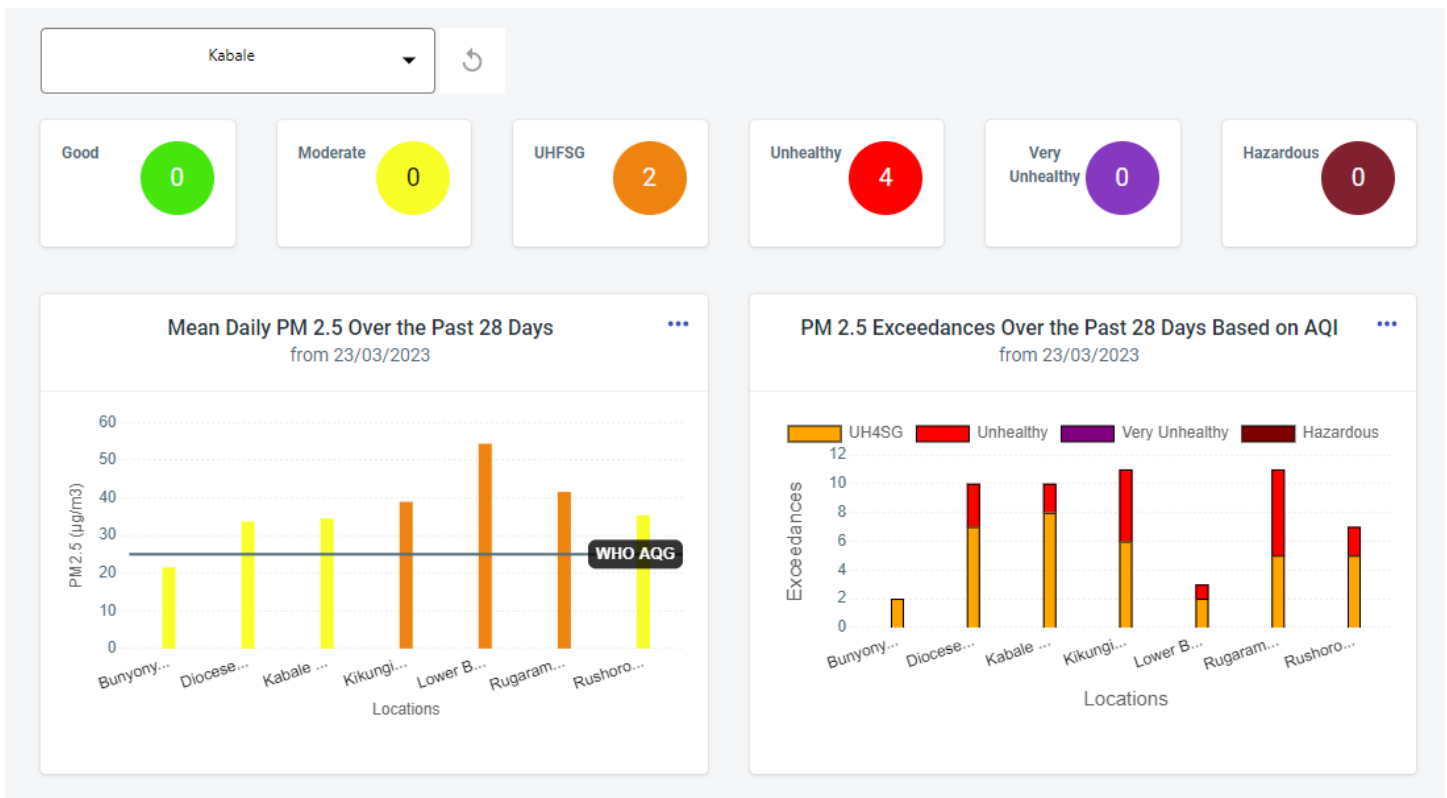 Kabale
Good
0
Moderate
0
UHFSG
2
Unhealthy
4
Very
Unhealthy
0
Hazardous
0
Mean Daily PM 2.5 Over the Past 28 Days
from 23/03/2023
60
50
40
30
20
10
0
PM2.5 (µg/m3)
WHO AQG
Bunyony...
Diocese...
Kabale ...
Kikungi...
Lower B...
Rugaram...
Rushoro...
Locations
PM 2.5 Exceedances Over the Past 28 Days Based on AQI
from 23/03/2023
UH4SG Unhealthy Very Unhealthy Hazardous
12
10
8
6
4
2
0
Exceedances
Bunyony...
Diocese...
Kabale ...
Kikungi...
Lower B...
Rugaram...
Rushoro...
Locations